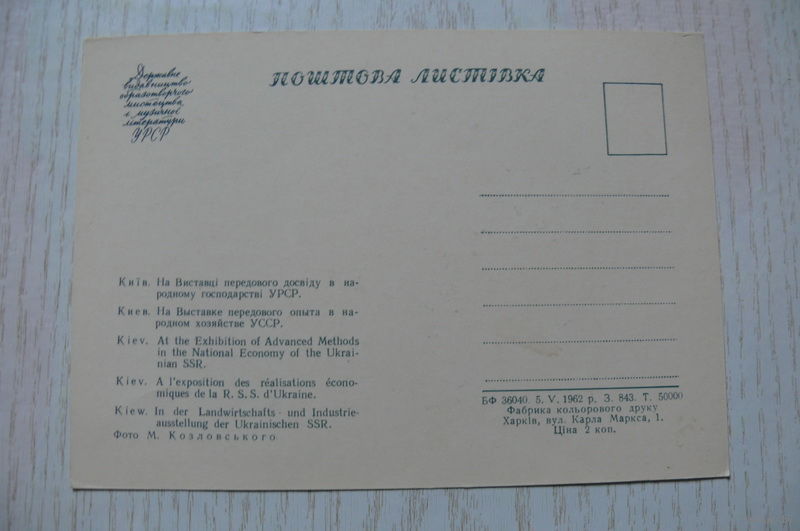 Державне
видавництво
образотворчого
мистецтва
і музичної
літератури
УРСР
ПОШТОВА ЛИСТІВКА
Київ. На Виставці передового досвіду в на-
родному господарстві УРСР.
Киев. На Выставке передового опыта в на-
родном хозяйстве УССР.
Kiev. At the Exhibition of Advanced Methods
in the National Economy of the Ukrai-
nian SSR.
Kiev. A l'exposition des réalisations écono-
miques de la R. S. S. d'Ukraine.
Kiew. In der Landwirtschafts - und Industrie-
ausstellung der Ukrainischen SSR.
Фото М. Козловського
БФ 36040. 5. V. 1962 р. З. 843. Т. 50000
Фабрика кольорового друку
Харків, вул. Карла Маркса, 1.
Ціна 2 коп.